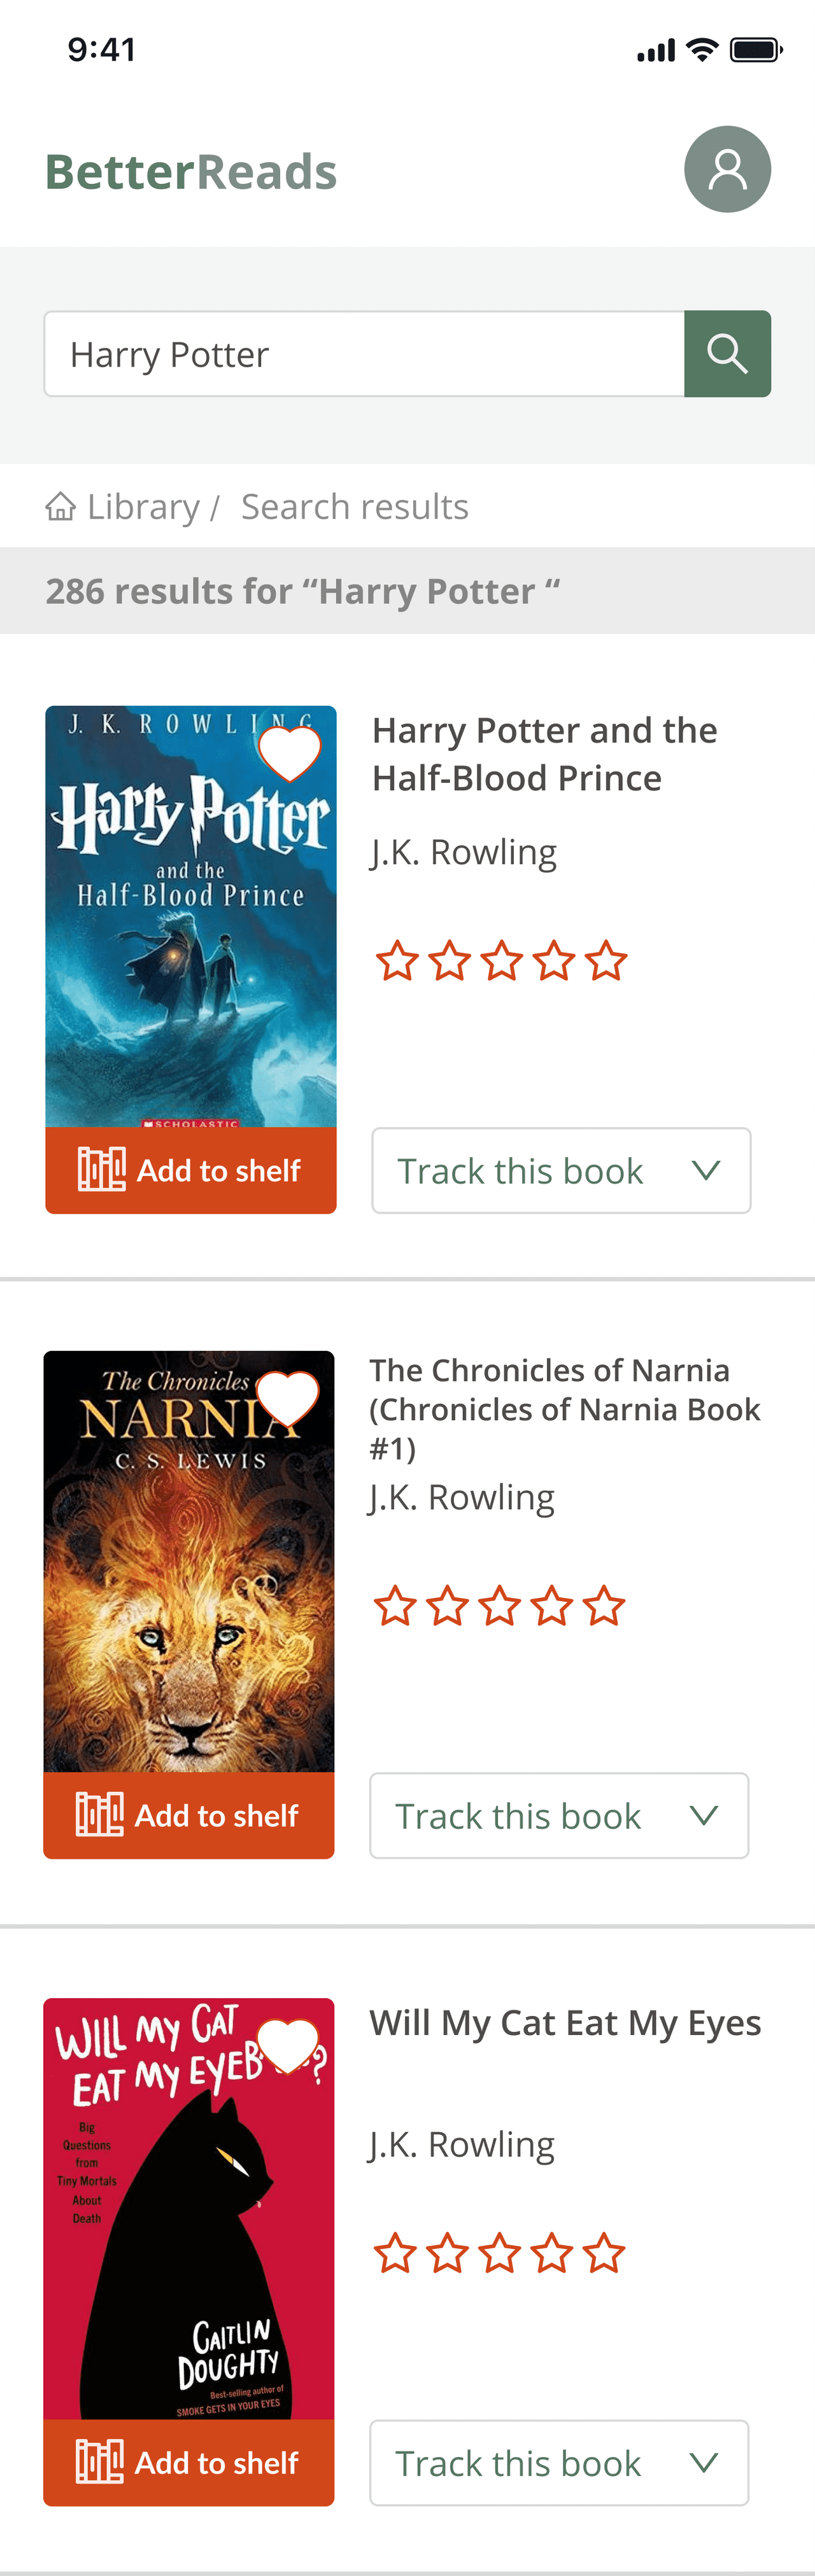 9:41
BetterReads
Harry Potter
Library / Search results
286 results for “Harry Potter “
J. K. ROWLING
Harry Potter
and the
Half-Blood Prince
SCHOLASTIC
Add to shelf
Harry Potter and the
Half-Blood Prince
J.K. Rowling
Track this book
The Chronicles
NARNIA
C. S. LEWIS
Add to shelf
The Chronicles of Narnia
(Chronicles of Narnia Book
#1)
J.K. Rowling
Track this book
WILL MY CAT
EAT MY EYEB ?
Big
Questions
from
Tiny Mortals
About
Death
CAITLIN
DOUGHTY
Best-selling author of
SMOKE GETS IN YOUR EYES
Add to shelf
Will My Cat Eat My Eyes
J.K. Rowling
Track this book